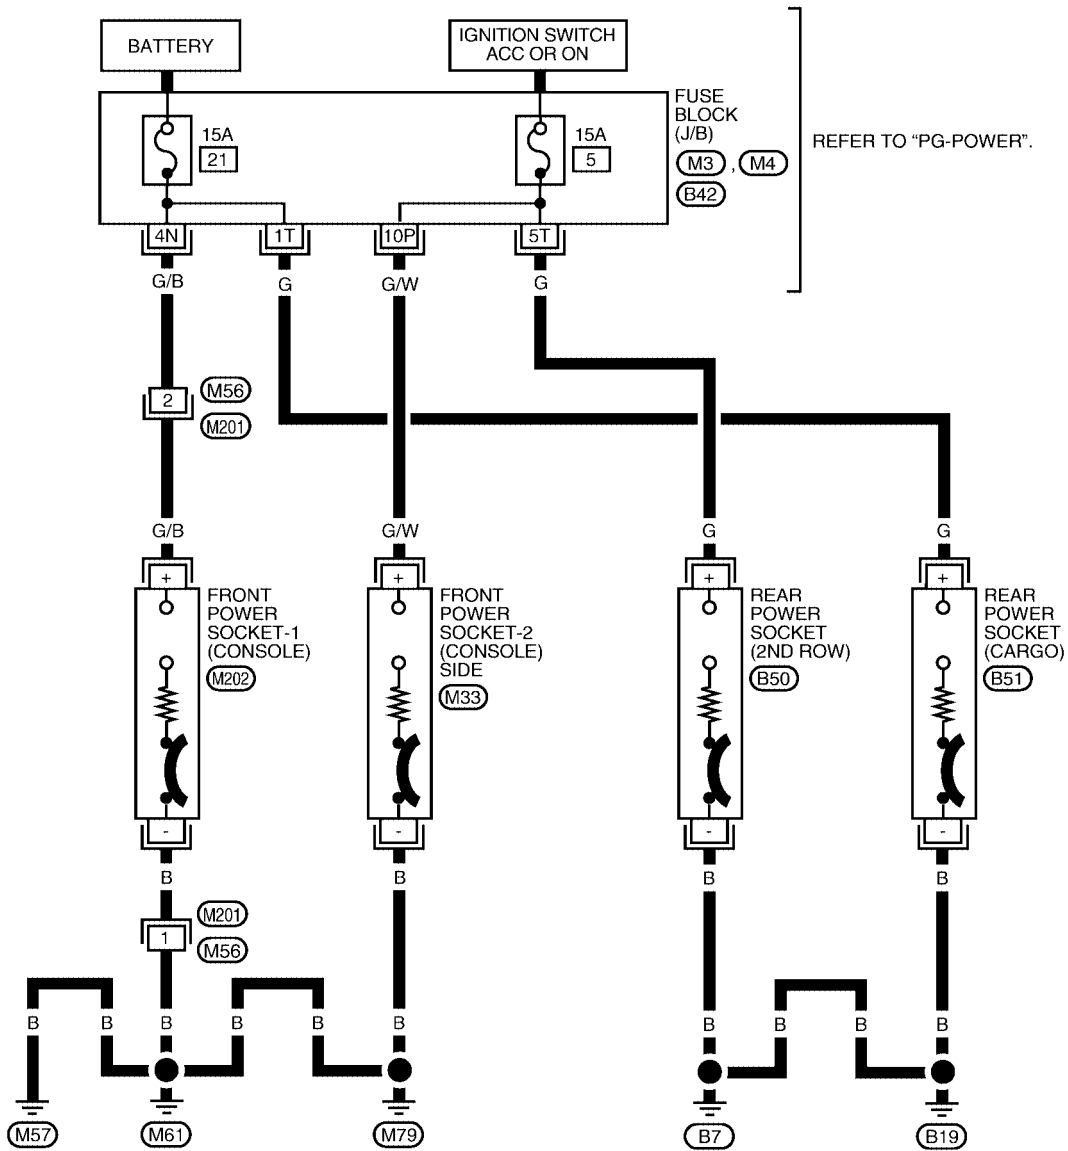 BATTERY
IGNITION SWITCH
ACC OR ON
FUSE
BLOCK
(J/B)
M3 , M4
B42
REFER TO “PG-POWER”.
15A
21
15A
5
4N
1T
10P
5T
G/B
G
G/W
G
2
M56
M201
G/B
G/W
G
G
+
+
+
+
FRONT
POWER
SOCKET-1
(CONSOLE)
M202
FRONT
POWER
SOCKET-2
(CONSOLE)
SIDE
M33
REAR
POWER
SOCKET
(2ND ROW)
B50
REAR
POWER
SOCKET
(CARGO)
B51
-
-
-
-
B
B
B
B
M201
1
M56
B
B
B
B
B
B
B
B
B
B
M57
M61
M79
B7
B19